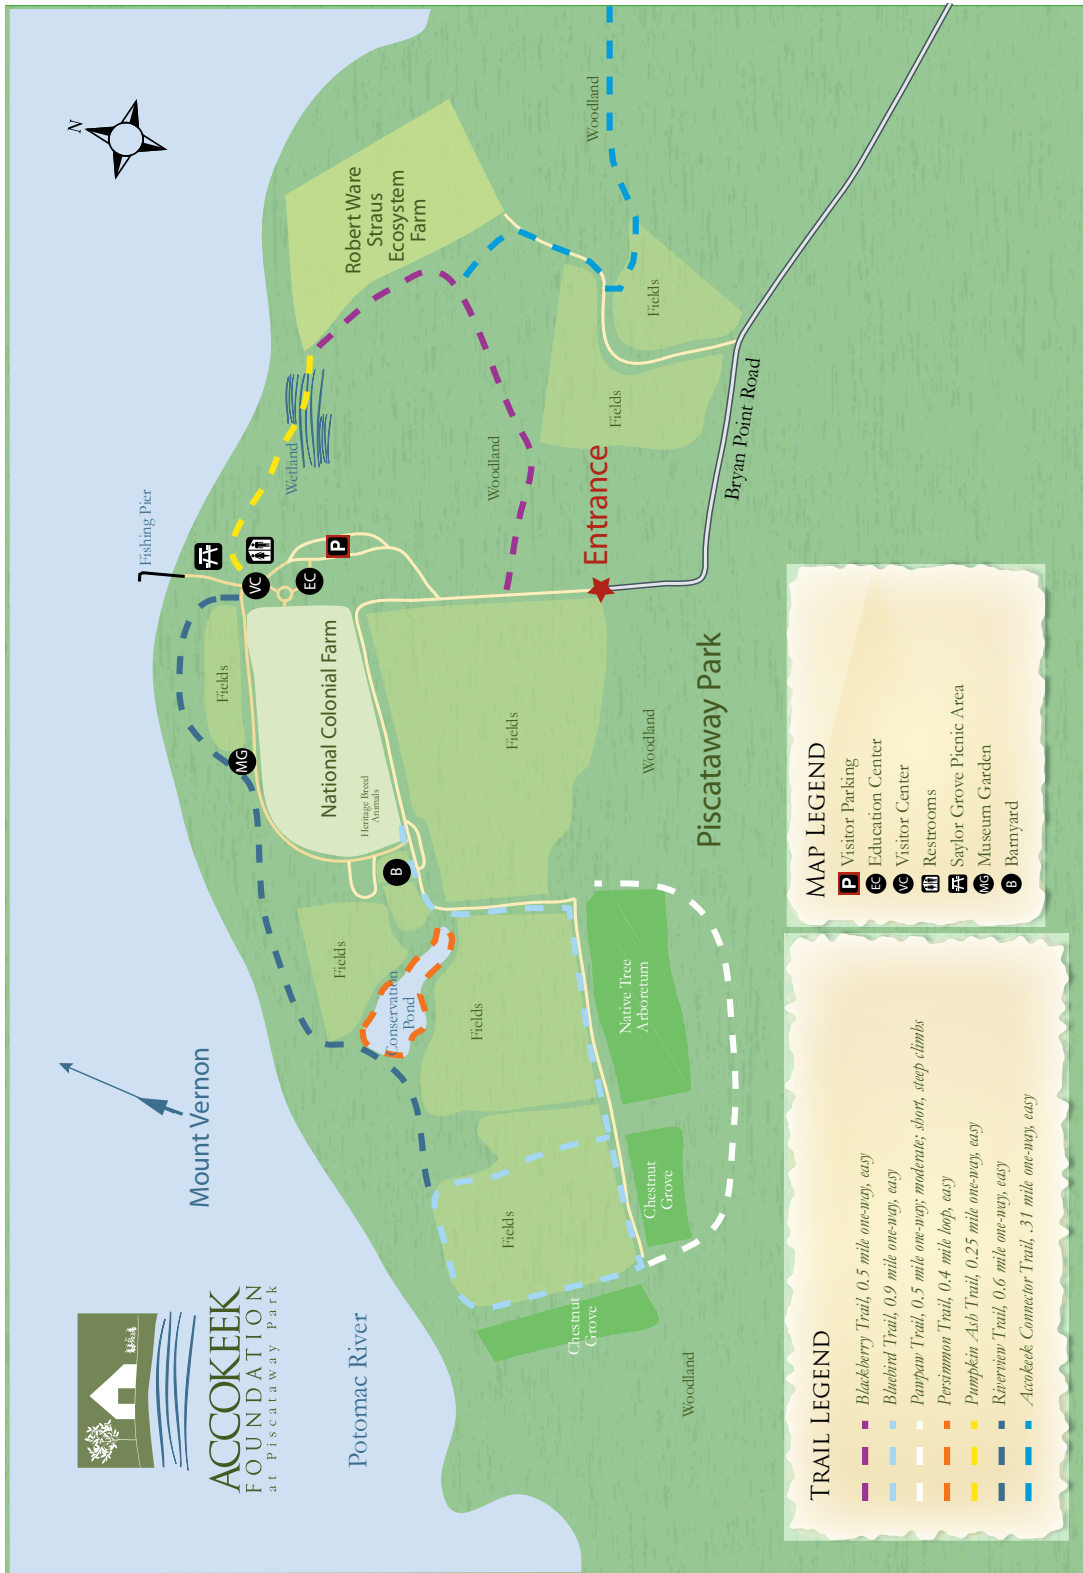 ACCOKEEK
FOUNDATION
at Piscataway Park
Potomac River
Mount Vernon
N
Fishing Pier
Wetland
Robert Ware
Straus
Ecosystem
Farm
Woodland
Woodland
Fields
Fields
Entrance
Bryan Point Road
VC
EC
P
MG
B
Fields
National Colonial Farm
Heritage Breed
Animals
Fields
Woodland
Piscataway Park
Fields
Conservation
Pond
Fields
Fields
Native Tree
Arboretum
Chestnut
Grove
Chestnut
Grove
Woodland
TRAIL LEGEND
Blackberry Trail, 0.5 mile one-way, easy
Bluebird Trail, 0.9 mile one-way, easy
Pawpaw Trail, 0.5 mile one-way; moderate; short, steep climbs
Persimmon Trail, 0.4 mile loop, easy
Pumpkin Ash Trail, 0.25 mile one-way, easy
Riverview Trail, 0.6 mile one-way, easy
Accokeek Connector Trail, .31 mile one-way, easy
MAP LEGEND
P Visitor Parking
EC Education Center
VC Visitor Center
Restrooms
Saylor Grove Picnic Area
MG Museum Garden
B Barnyard